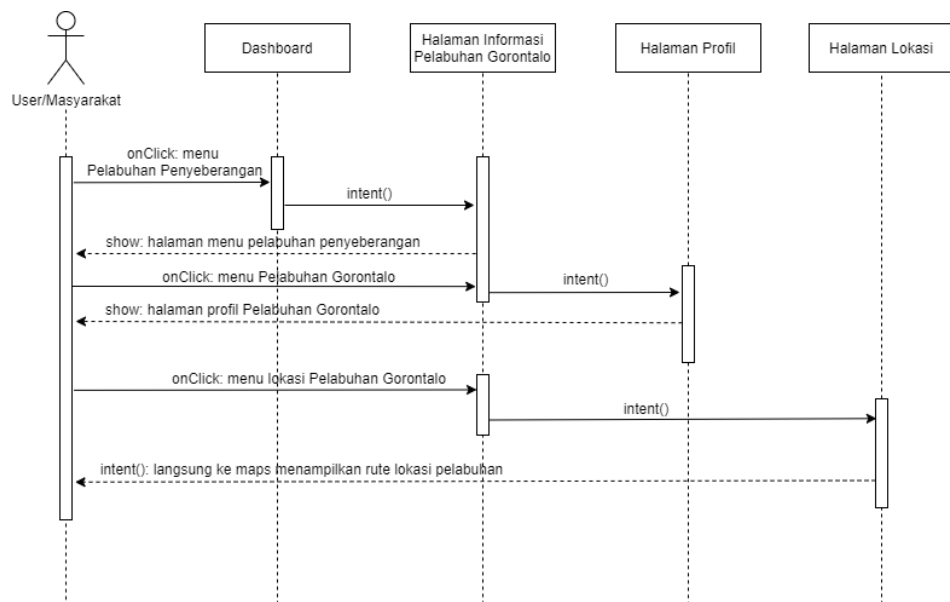 User/Masyarakat
Dashboard
Halaman Informasi
Pelabuhan Gorontalo
Halaman Profil
Halaman Lokasi
onClick: menu
Pelabuhan Penyeberangan
intent()
show: halaman menu pelabuhan penyeberangan
onClick: menu Pelabuhan Gorontalo
intent()
show: halaman profil Pelabuhan Gorontalo
onClick: menu lokasi Pelabuhan Gorontalo
intent()
intent(): langsung ke maps menampilkan rute lokasi pelabuhan